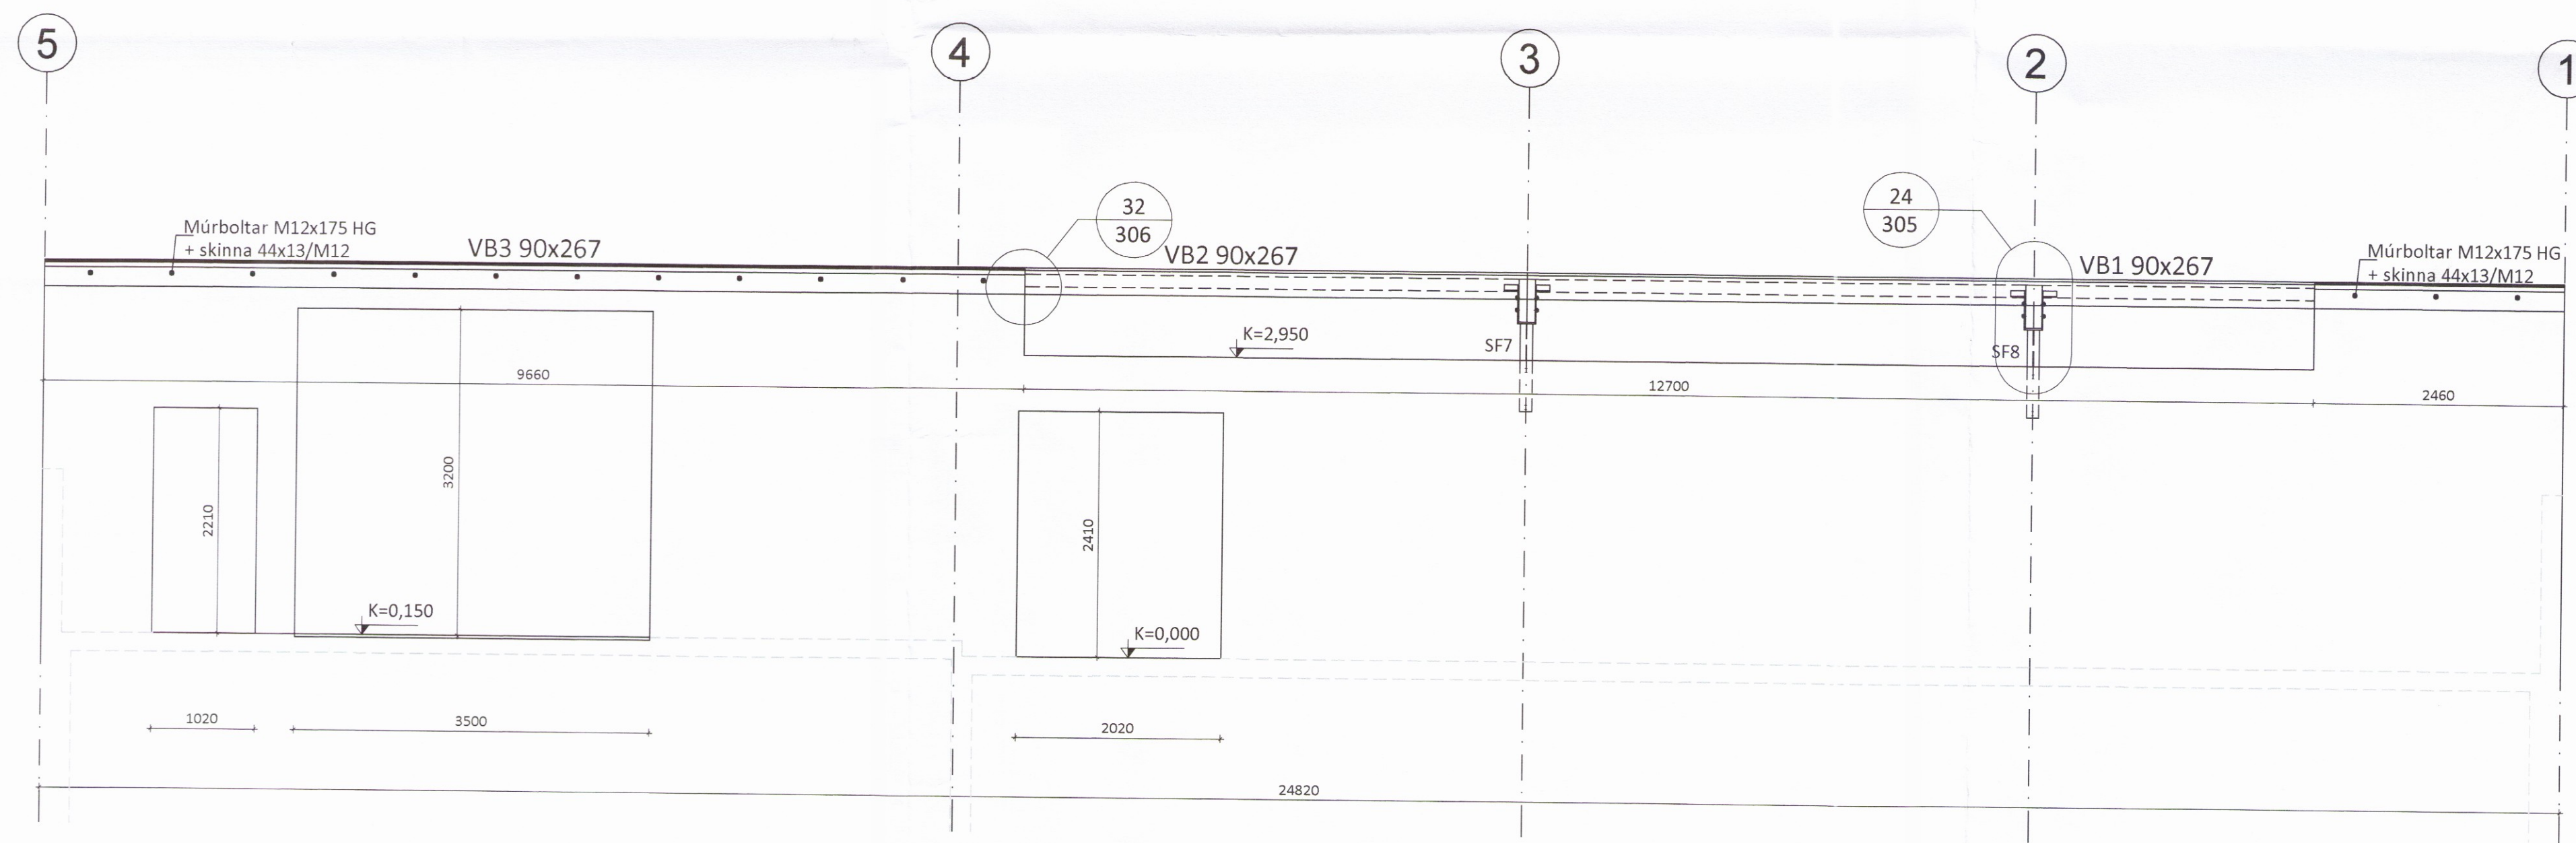 5
4
3
2
1
32
306
24
305
Múrboltar M12x175 HG
+ skinna 44x13/M12
VB3 90x267
VB2 90x267
VB1 90x267
Múrboltar M12x175 HG
+ skinna 44x13/M12
K=2,950
SF7
SF8
9660
12700
2460
3200
2210
2410
K=0,150
K=0,000
1020
3500
2020
24820